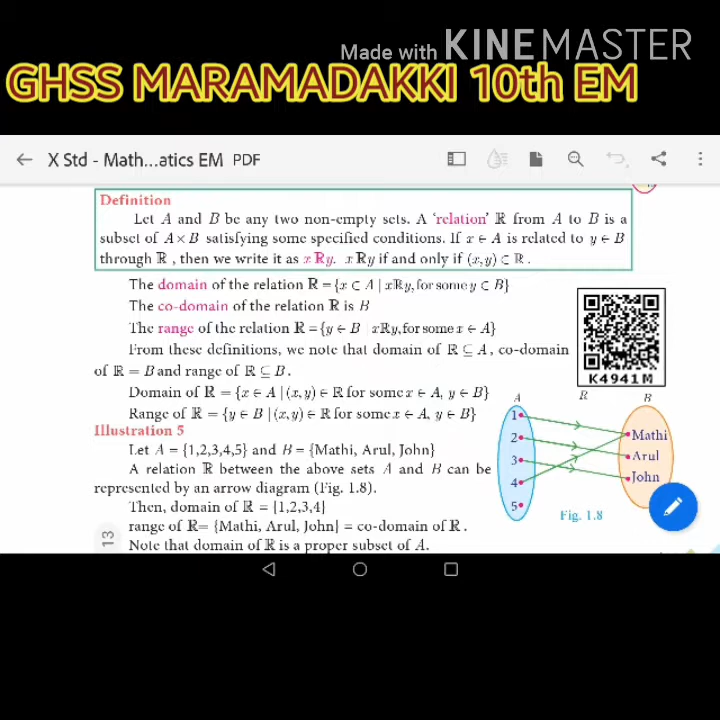 Made with KINEMASTER
GHSS MARAMADAKKI 10th EM
X Std - Math...atics EM PDF
Definition
Let A and B be any two non-empty sets. A 'relation' ℝ from A to B is a
subset of A×B satisfying some specified conditions. If x ∈ A is related to y ∈ B
through ℝ , then we write it as x ℝy. x ℝy if and only if (x,y) ∈ ℝ .
The domain of the relation ℝ = {x ∈ A | xℝy, for some y ∈ B}
The co-domain of the relation ℝ is B
The range of the relation ℝ = {y ∈ B | xℝy, for some x ∈ A}
From these definitions, we note that domain of ℝ ⊆ A, co-domain
of ℝ = B and range of ℝ ⊆ B .
Domain of ℝ = {x ∈ A | (x,y) ∈ ℝ for some x ∈ A, y ∈ B}
Range of ℝ = {y ∈ B | (x,y) ∈ ℝ for some x ∈ A, y ∈ B}
K4941M
Illustration 5
Let A = {1,2,3,4,5} and B = {Mathi, Arul, John}
A relation ℝ between the above sets A and B can be
represented by an arrow diagram (Fig. 1.8).
Then, domain of ℝ = {1,2,3,4}
range of ℝ= {Mathi, Arul, John} = co-domain of ℝ .
Note that domain of ℝ is a proper subset of A.
A R B
1
2
3
4
5
Mathi
Arul
John
Fig. 1.8
13